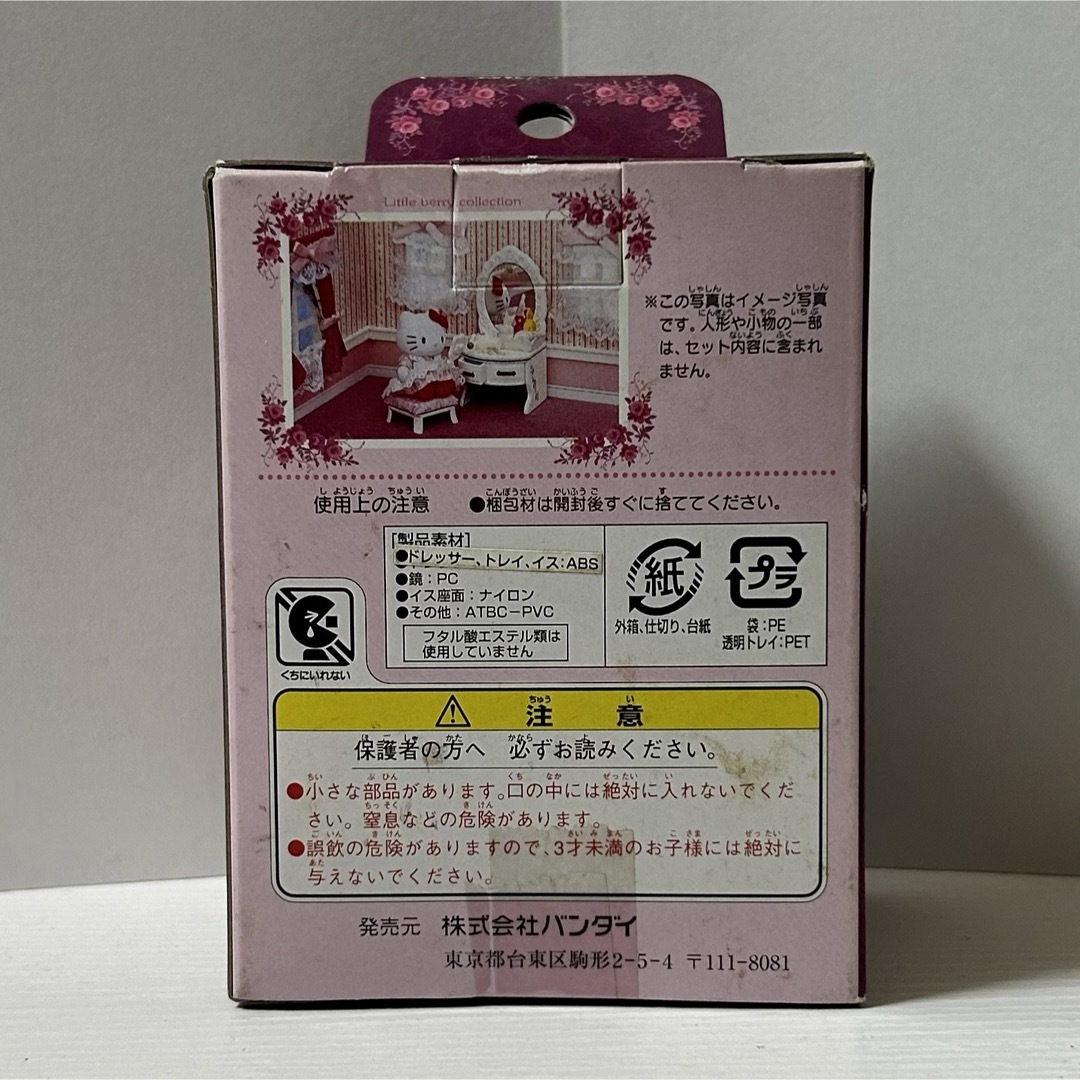 Little berry collection
※この写真はイメージ写真
です。人形や小物の一部
は、セット内容に含まれ
ません。
使用上の注意 ●梱包材は開封後すぐに捨ててください。
[製品素材]
●ドレッサー、トレイ、イス:ABS
●鏡:PC
●イス座面:ナイロン
●その他:ATBC-PVC
フタル酸エステル類は
使用していません
紙
外箱、仕切り、台紙
プラ
袋:PE
透明トレイ:PET
くちにいれない
注意
保護者の方へ 必ずお読みください。
●小さな部品があります。口の中には絶対に入れないでくだ
さい。窒息などの危険があります。
●誤飲の危険がありますので、3才未満のお子様には絶対に
与えないでください。
発売元 株式会社バンダイ
東京都台東区駒形2-5-4 〒111-8081